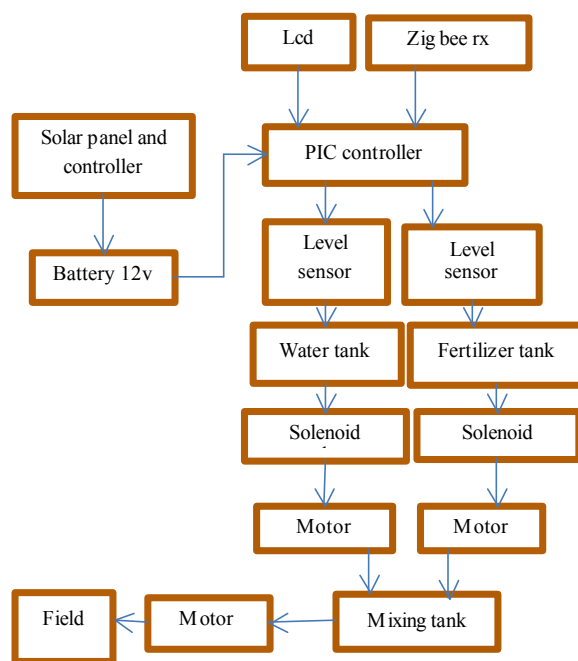 Lcd
Zig bee rx
Solar panel and
controller
PIC controller
Level
sensor
Level
sensor
Battery 12v
Water tank
Fertilizer tank
Solenoid
Solenoid
Motor
Motor
Field
Motor
Mixing tank